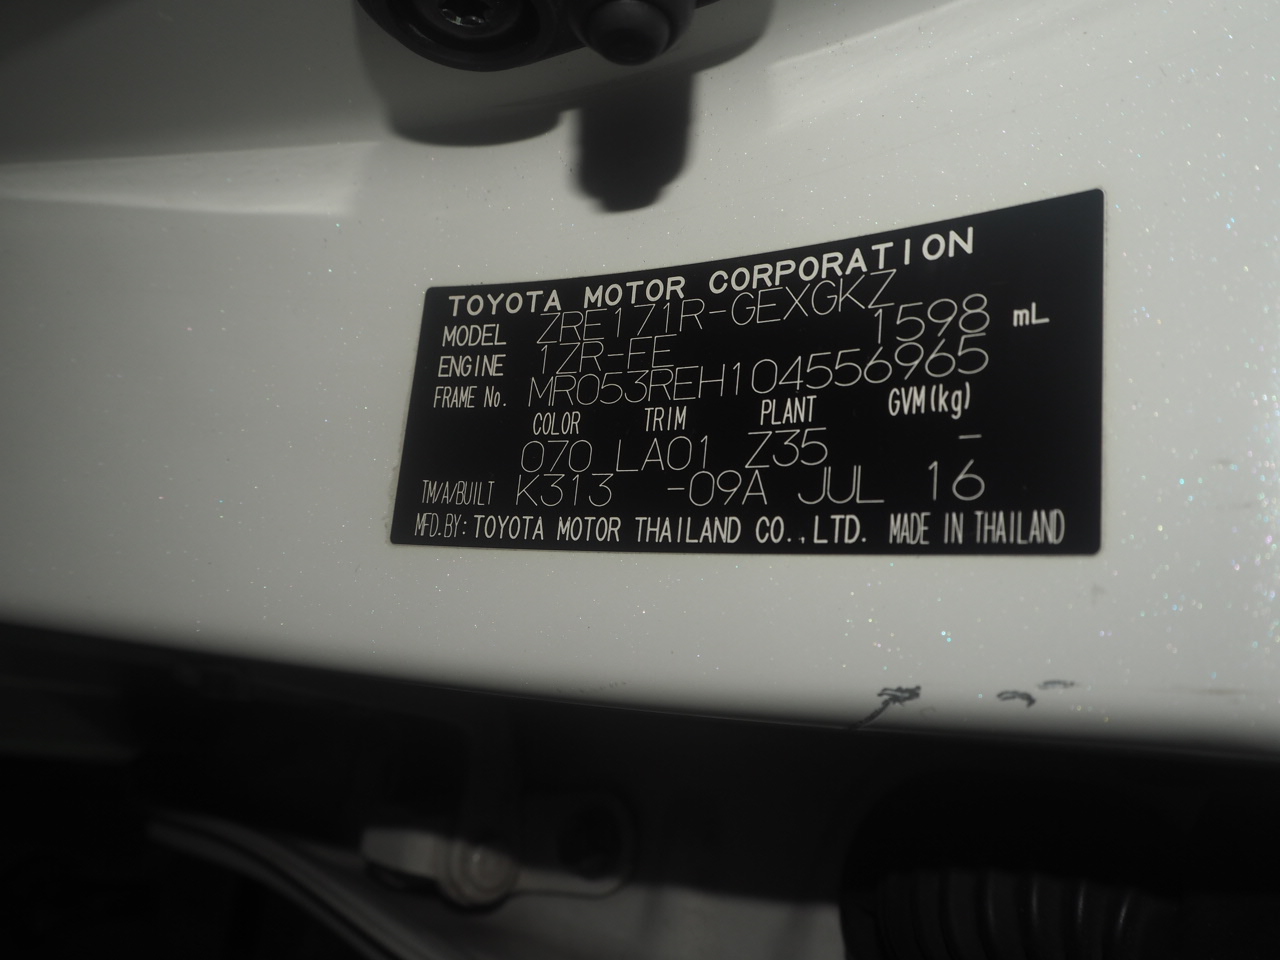 TOYOTA MOTOR CORPORATION
MODEL ZRE171R-GEXGKZ
ENGINE 1ZR-FE 1598 mL
FRAME No. MR053REH104556965
COLOR TRIM PLANT GVM(kg)
070 LA01 Z35 -
TM/A/BUILT K313 -09A JUL 16
MFD.BY:TOYOTA MOTOR THAILAND CO.,LTD. MADE IN THAILAND